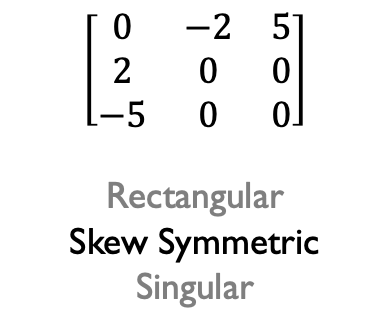 0 −2 5
2 0 0
−5 0 0
Rectangular
Skew Symmetric
Singular